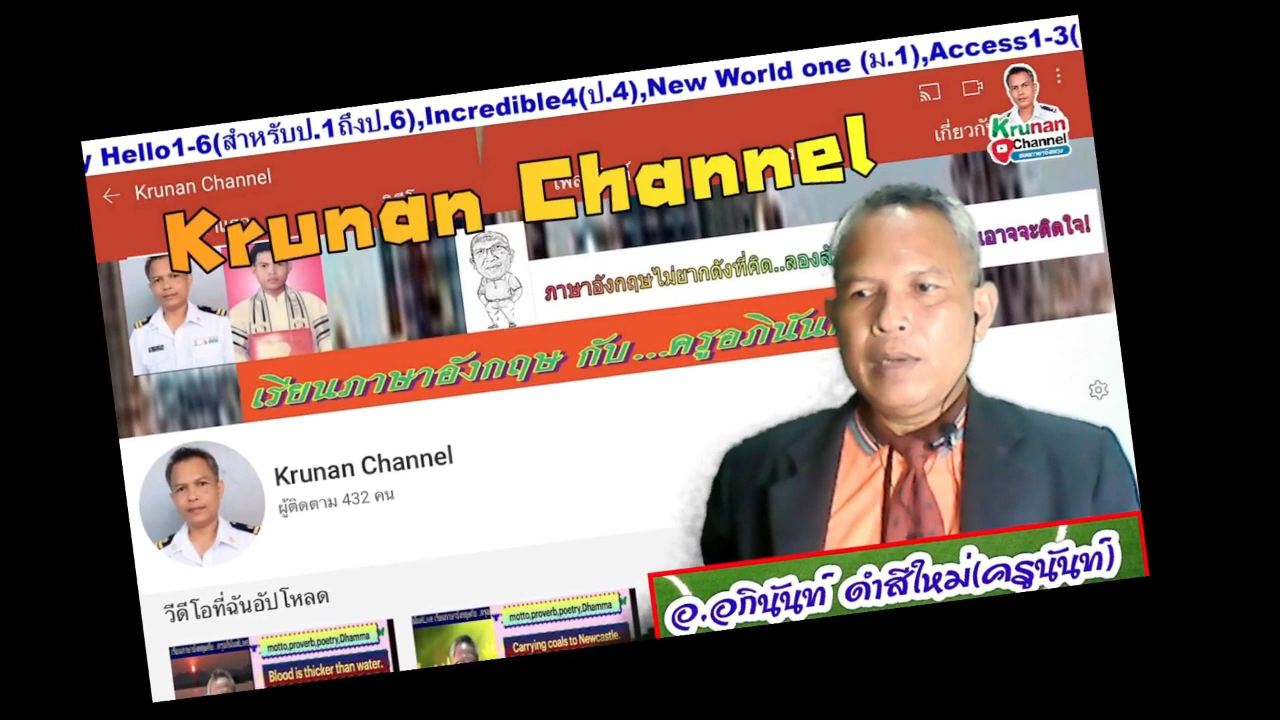 Hello1-6(สำหรับป.1ถึงป.6),Incredible4(ป.4),New World one (ม.1),Access1-3(
Krunan Channel
เกี่ยวกั
Krunan
Channel
Krunan Channel
ภาษาอังกฤษไม่ยากดังที่คิด..ลอง
เอาจจะติดใจ!
เรียนภาษาอังกฤษ กับ...ครูอภินัน
Krunan Channel
ผู้ติดตาม 432 คน
อ.อภินันท์ ดำสีใหม่(ครูนันท์)
วีดีโอที่ฉันอัปโหลด
motto,proverb,poetry,Dhamma
Blood is thicker than water.
motto,proverb,poetry,Dhamma
Carrying coals to Newcastle.